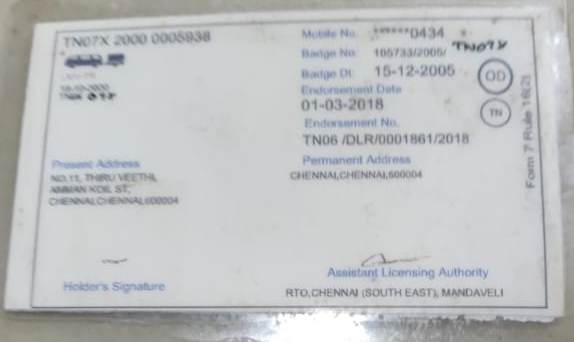 TN07X 2000 0005938
Mobile No. ******0434
Badge No. 105733/2005/ TN07X
Badge Dt 15-12-2005
Endorsement Date
01-03-2018
Endorsement No.
TN06 /DLR/0001861/2018
OD
TN
Form 7 Rule 16(2)
Present Address
NO.11, THIRU VEETHI,
AMMAN KOIL ST,
CHENNAI,CHENNAI,600004
Permanent Address
CHENNAI,CHENNAI,600004
Holder's Signature
Assistant Licensing Authority
RTO,CHENNAI (SOUTH EAST), MANDAVELI